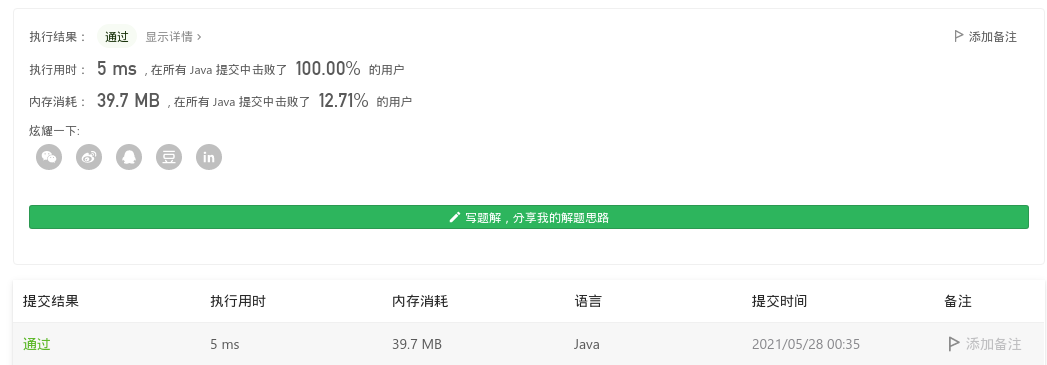 执行结果： 通过 显示详情 › 添加备注
执行用时： 5 ms , 在所有 Java 提交中击败了 100.00% 的用户
内存消耗： 39.7 MB , 在所有 Java 提交中击败了 12.71% 的用户
炫耀一下:
豆 in
写题解，分享我的解题思路
提交结果 执行用时 内存消耗 语言 提交时间 备注
通过 5 ms 39.7 MB Java 2021/05/28 00:35 添加备注